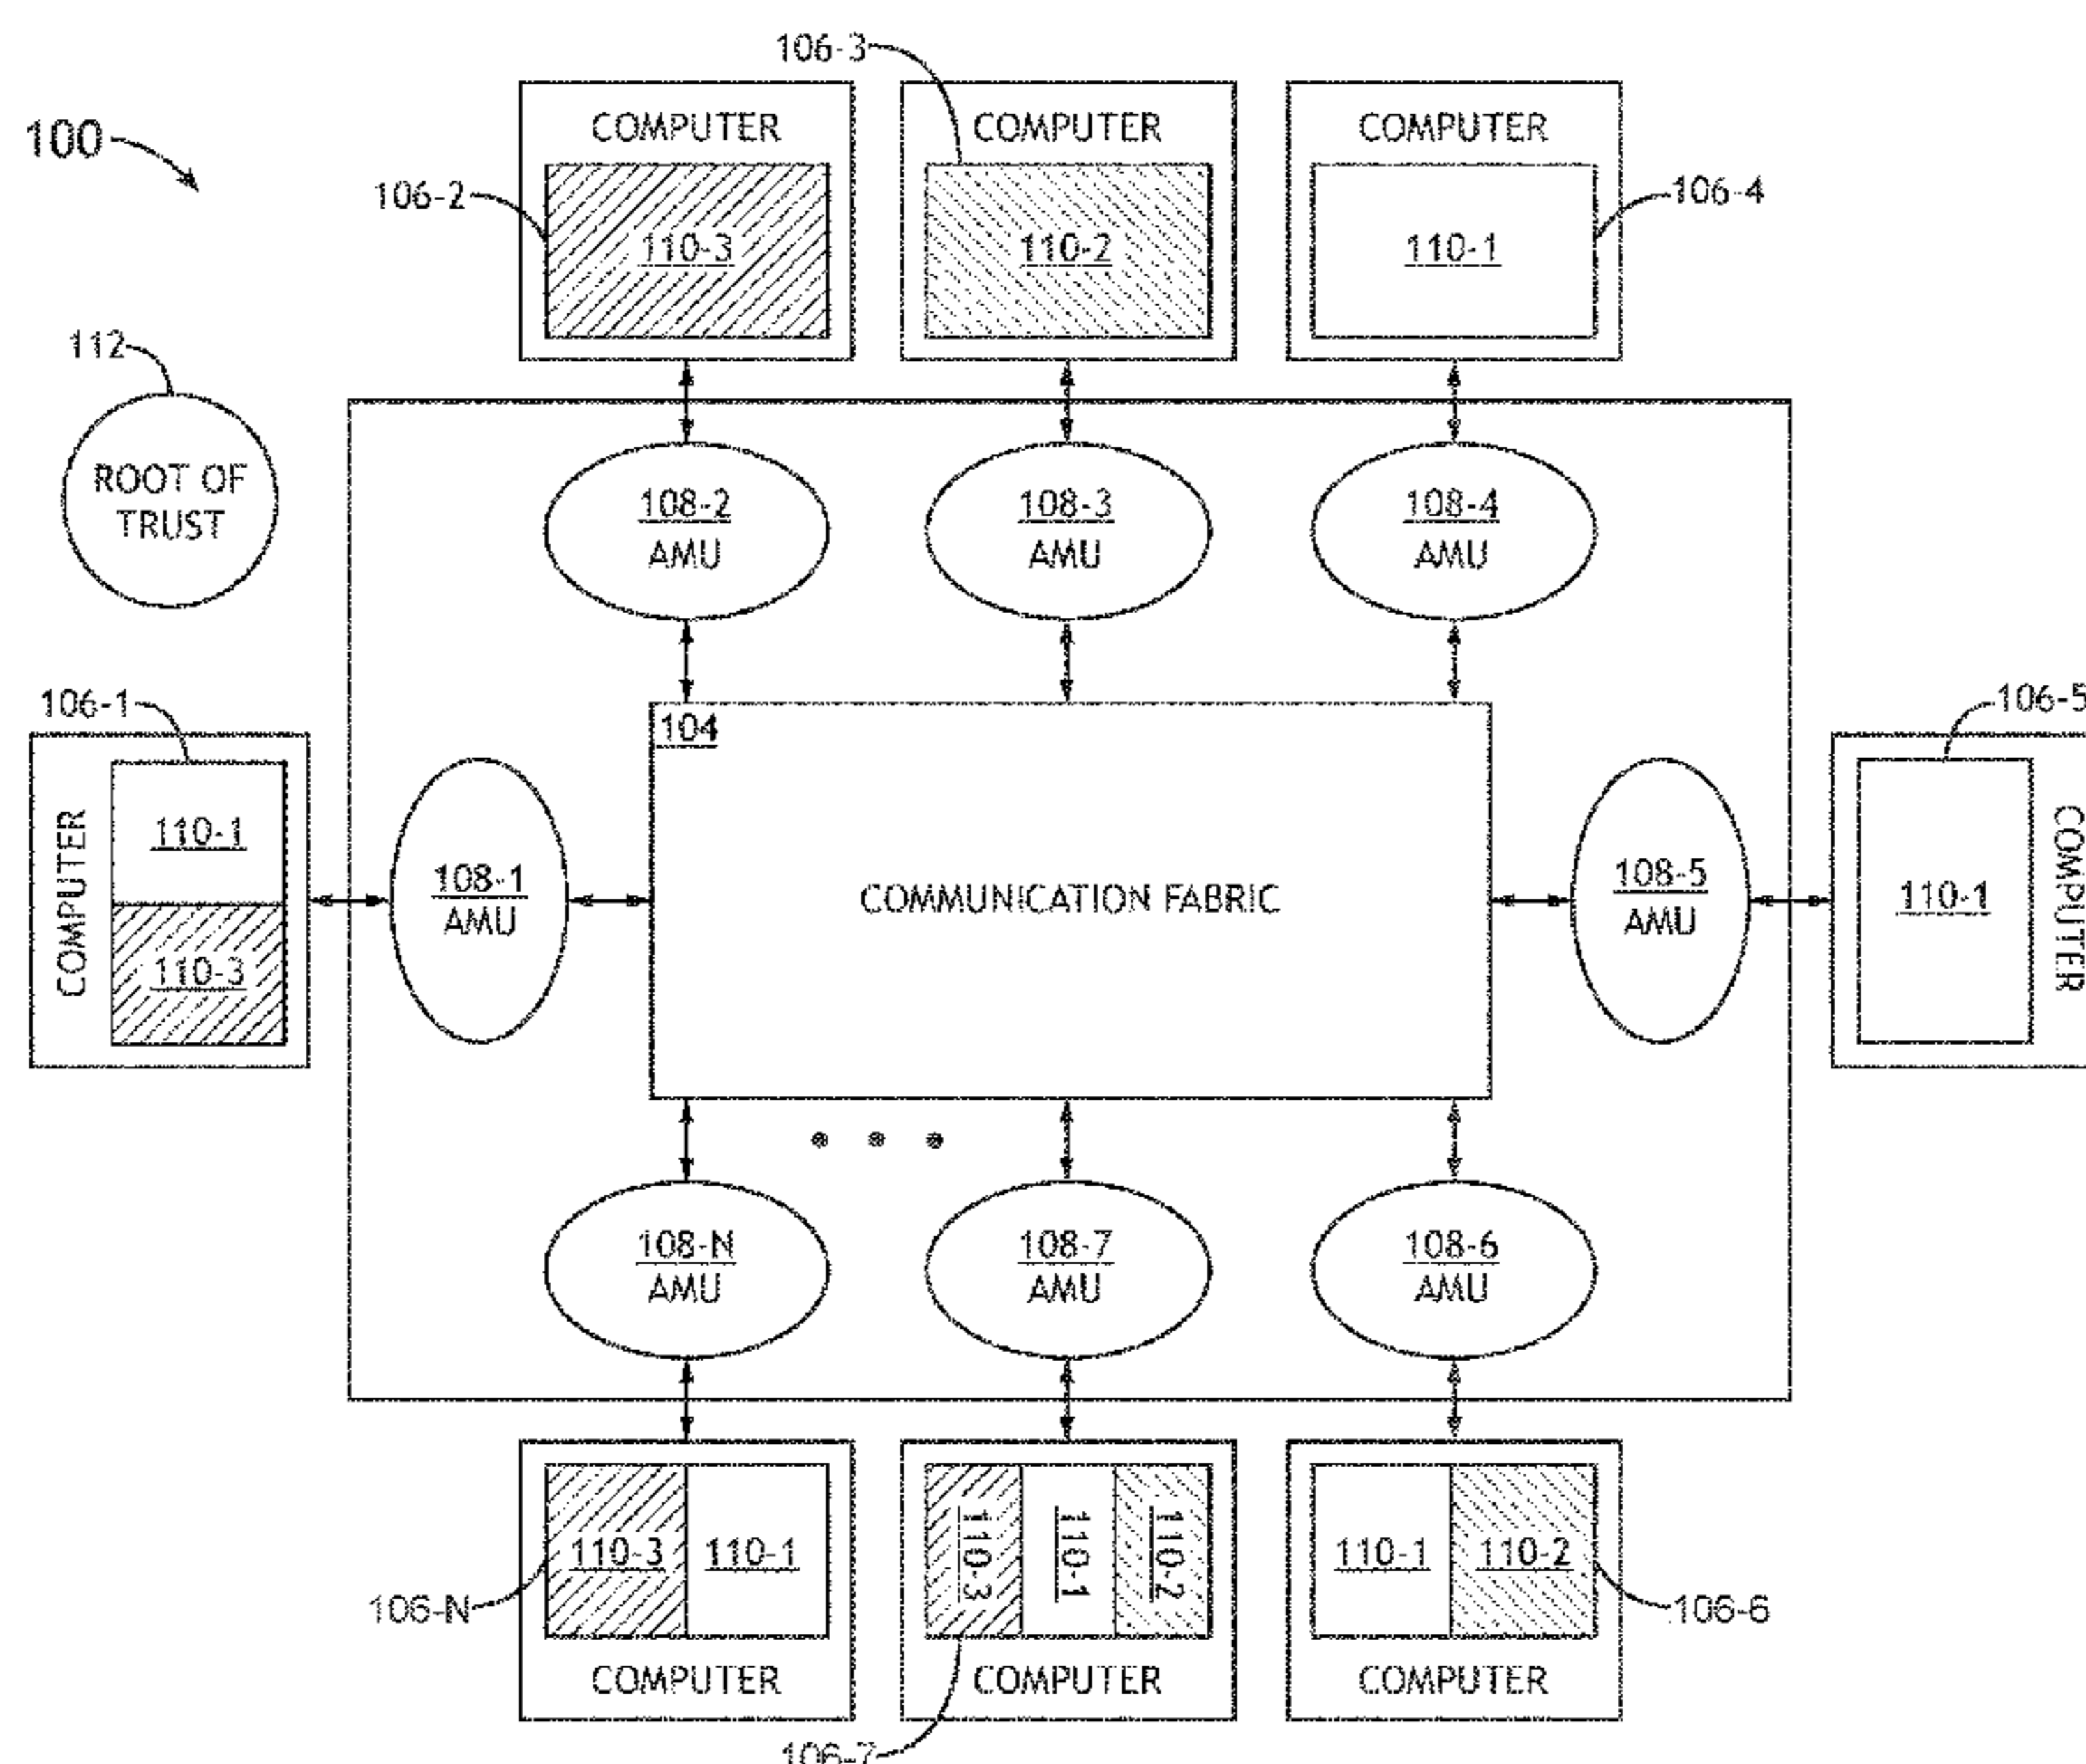 106-3
100
COMPUTER
COMPUTER
COMPUTER
106-2
106-4
110-3
110-2
110-1
112
ROOT OF
TRUST
108-2
AMU
108-3
AMU
108-4
AMU
106-1
104
106-5
COMPUTER
110-1
110-3
108-1
AMU
COMMUNICATION FABRIC
108-5
AMU
110-1
COMPUTER
108-N
AMU
108-7
AMU
108-6
AMU
110-3
110-1
110-3
110-1
110-2
110-1
110-2
106-N
106-6
COMPUTER
COMPUTER
COMPUTER
106-7